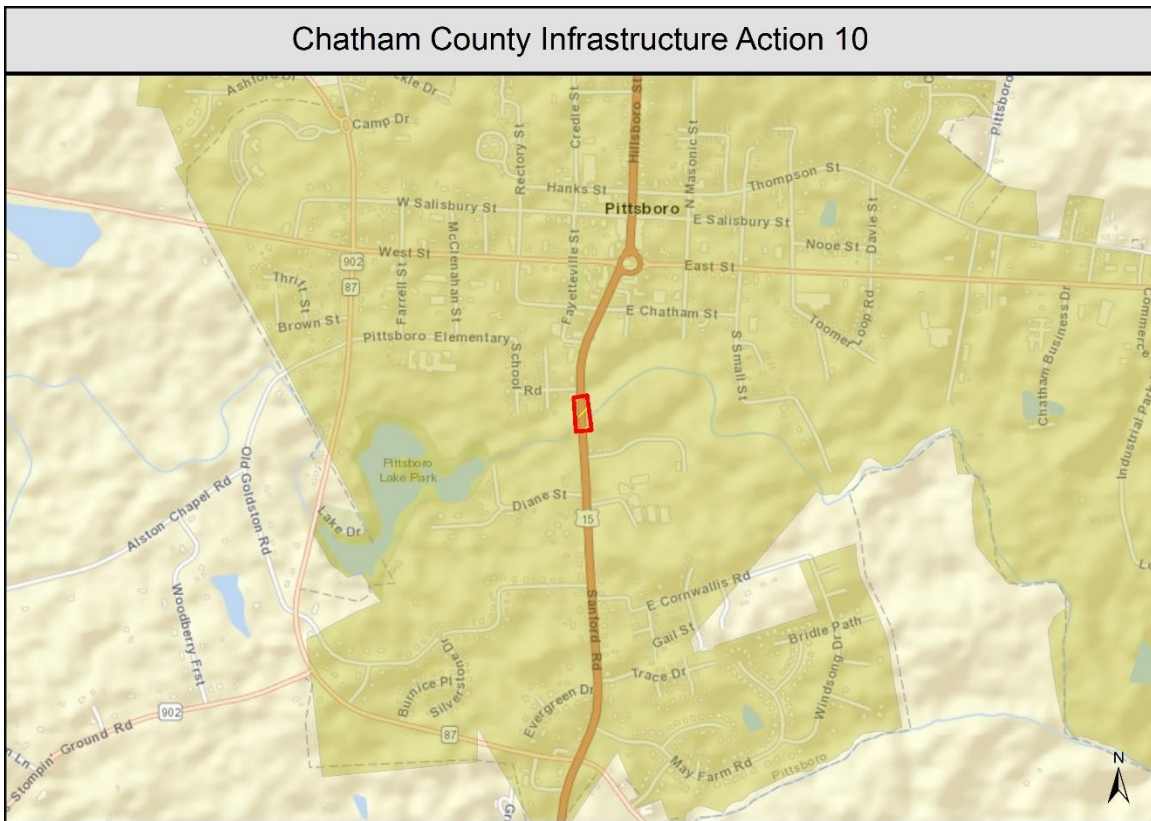 Chatham County Infrastructure Action 10
Ashford Dr
Camp Dr
Rectory St
Credle St
Hillsboro St
N Masonic St
Pittsboro
Hanks St
Thompson St
W Salisbury St
Pittsboro
E Salisbury St
Davie St
Nooe St
McClenahan St
Fayetteville St
West St
East St
902
87
Thrift St
Farrell St
Brown St
E Chatham St
Loop Rd
Toomer
Chatham Business Dr
Commerce
Pittsboro Elementary
School
Rd
S Small St
Industrial Park
Pittsboro
Lake Park
Old Goldston Rd
Alston Chapel Rd
Lake Dr
Diane St
15
Woodberry Frst
E Cornwallis Rd
Sanford Rd
Gail St
Bridle Path
Windsong Dr
Silverstone Dr
Burnice Pl
Trace Dr
Evergreen Dr
902
87
Stompin' Ground Rd
May Farm Rd
Pittsboro
N